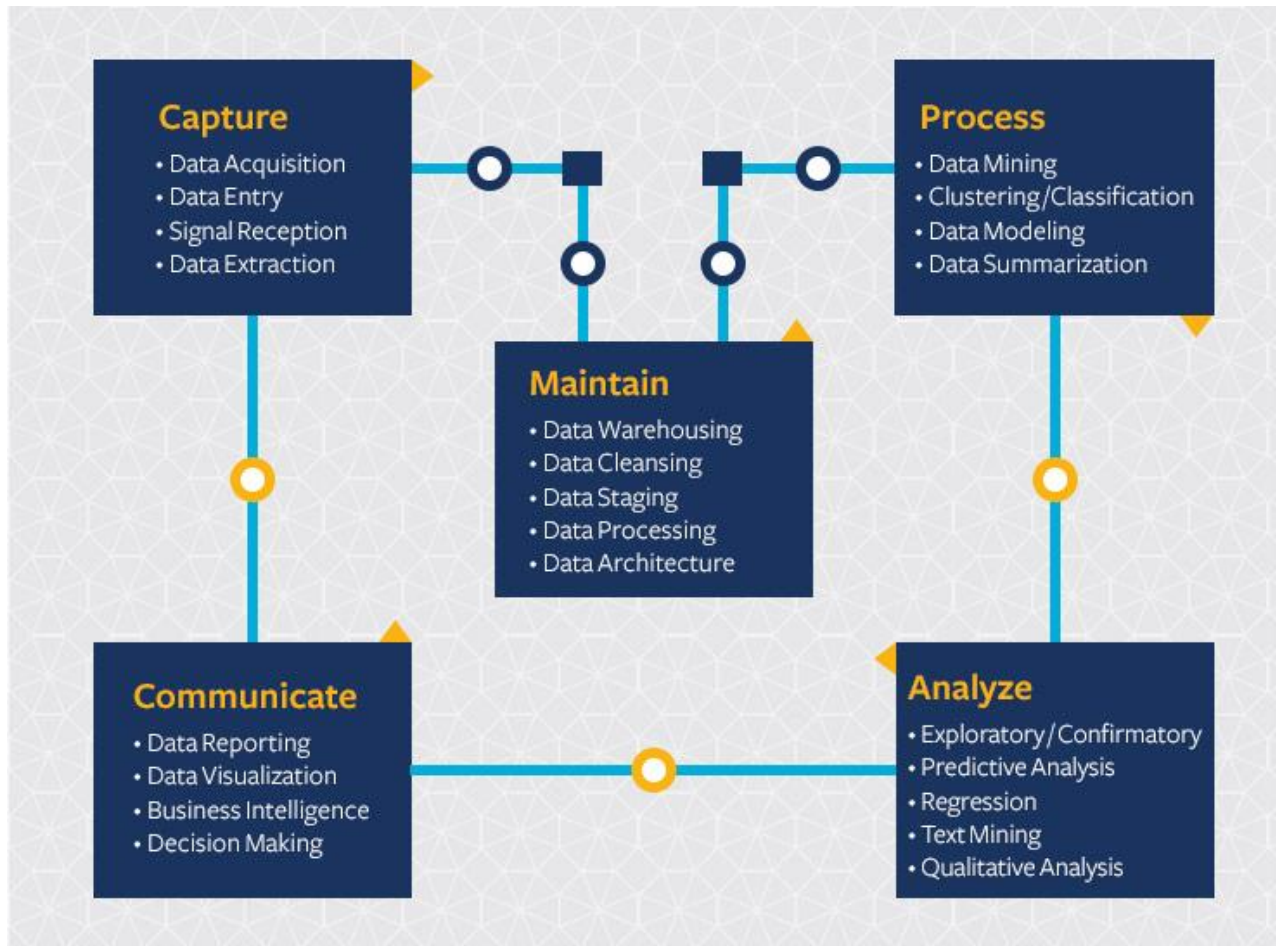 Capture
• Data Acquisition
• Data Entry
• Signal Reception
• Data Extraction
Process
• Data Mining
• Clustering/Classification
• Data Modeling
• Data Summarization
Maintain
• Data Warehousing
• Data Cleansing
• Data Staging
• Data Processing
• Data Architecture
Communicate
• Data Reporting
• Data Visualization
• Business Intelligence
• Decision Making
Analyze
• Exploratory/Confirmatory
• Predictive Analysis
• Regression
• Text Mining
• Qualitative Analysis